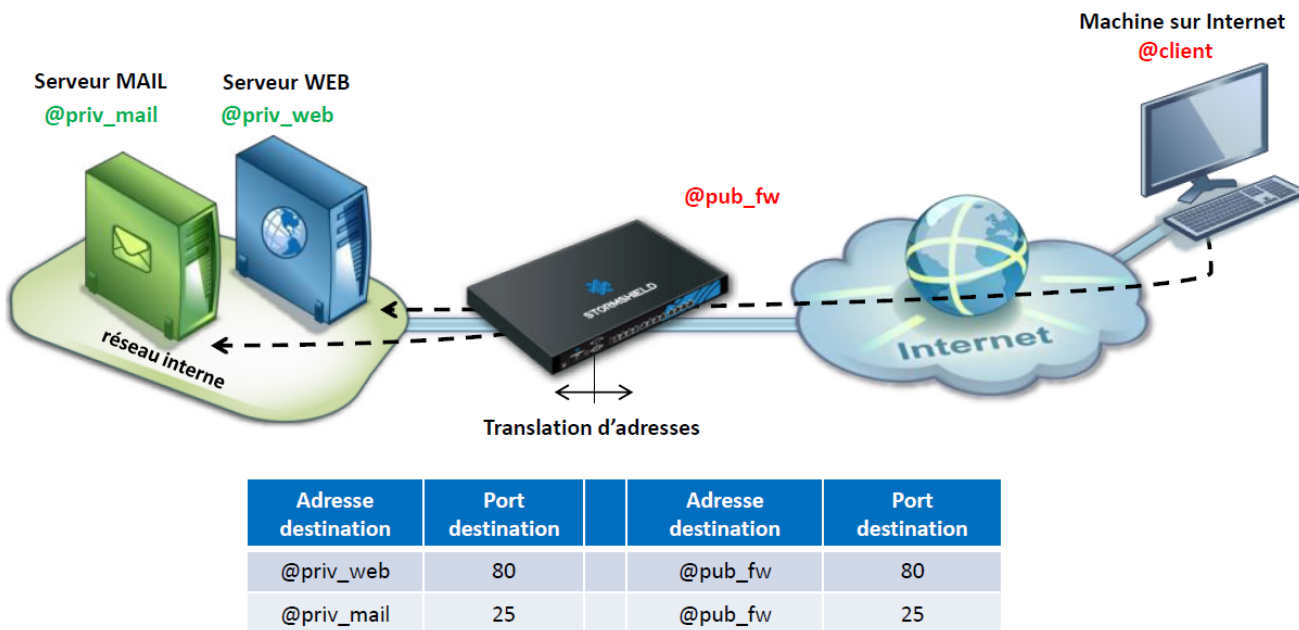 Machine sur Internet
@client
Serveur MAIL
@priv_mail
Serveur WEB
@priv_web
@pub_fw
STORMSHIELD
réseau interne
Internet
Translation d’adresses
Adresse destination | Port destination | | Adresse destination | Port destination
@priv_web | 80 | | @pub_fw | 80
@priv_mail | 25 | | @pub_fw | 25